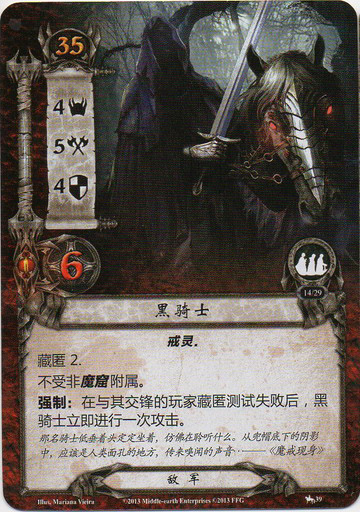 35
4
5
4
6
14/29
黑骑士
戒灵.
藏匿 2.
不受非魔窟附属。
强制：在与其交锋的玩家藏匿测试失败后，黑
骑士立即进行一次攻击。
那名骑士低垂着头定定坐着，仿佛在聆听什么。从兜帽底下的阴影
中，应该是人类面孔的地方，传来嗅闻的声音……——《魔戒现身》
敌军
Illus. Mariana Vieira
©2013 Middle-earth Enterprises ©2013 FFG
39